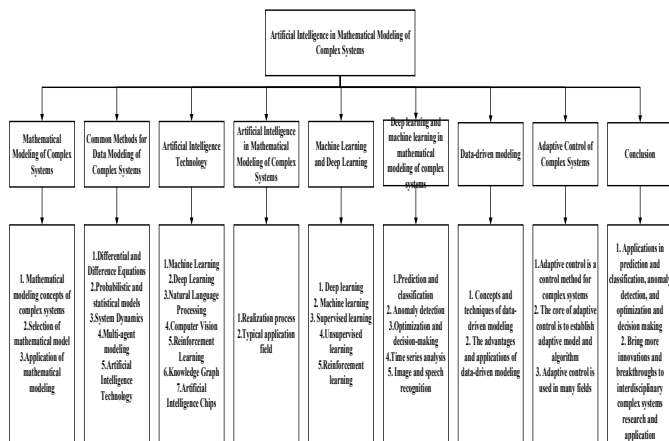 Artificial Intelligence in Mathematical Modeling of
Complex Systems
Mathematical
Modeling of Complex
Systems
Common Methods for
Data Modeling of
Complex Systems
Artificial Intelligence
Technology
Artificial Intelligence
in Mathematical
Modeling of Complex
Systems
Machine Learning
and Deep Learning
Deep learning and
machine learning in
mathematical
modeling of complex
systems
Data-driven modeling
Adaptive Control of
Complex Systems
Conclusion
1. Mathematical
modeling concepts of
complex systems
2.Selection of
mathematical model
3.Application of
mathematical
modeling
1.Differential and
Difference Equations
2.Probabilistic and
statistical models
3.System Dynamics
4.Multi-agent
modeling
5.Artificial
Intelligence
Technology
1.Machine Learning
2.Deep Learning
3.Natural Language
Processing
4.Computer Vision
5.Reinforcement
Learning
6.Knowledge Graph
7.Artificial
Intelligence Chips
1.Realization process
2.Typical application
field
1. Deep learning
2. Machine learning
3. Supervised learning
4.Unsupervised
learning
5.Reinforcement
learning
1.Prediction and
classification
2. Anomaly detection
3.Optimization and
decision-making
4.Time series analysis
5. Image and speech
recognition
1. Concepts and
techniques of data-
driven modeling
2. The advantages
and applications of
data-driven modeling
1.Adaptive control is a
control method for
complex systems
2. The core of adaptive
control is to establish
adaptive model and
algorithm
3. Adaptive control is
used in many fields
1. Applications in
prediction and
classification, anomaly
detection, and
optimization and
decision making
2. Bring more
innovations and
breakthroughs to
interdisciplinary
complex systems
research and
application